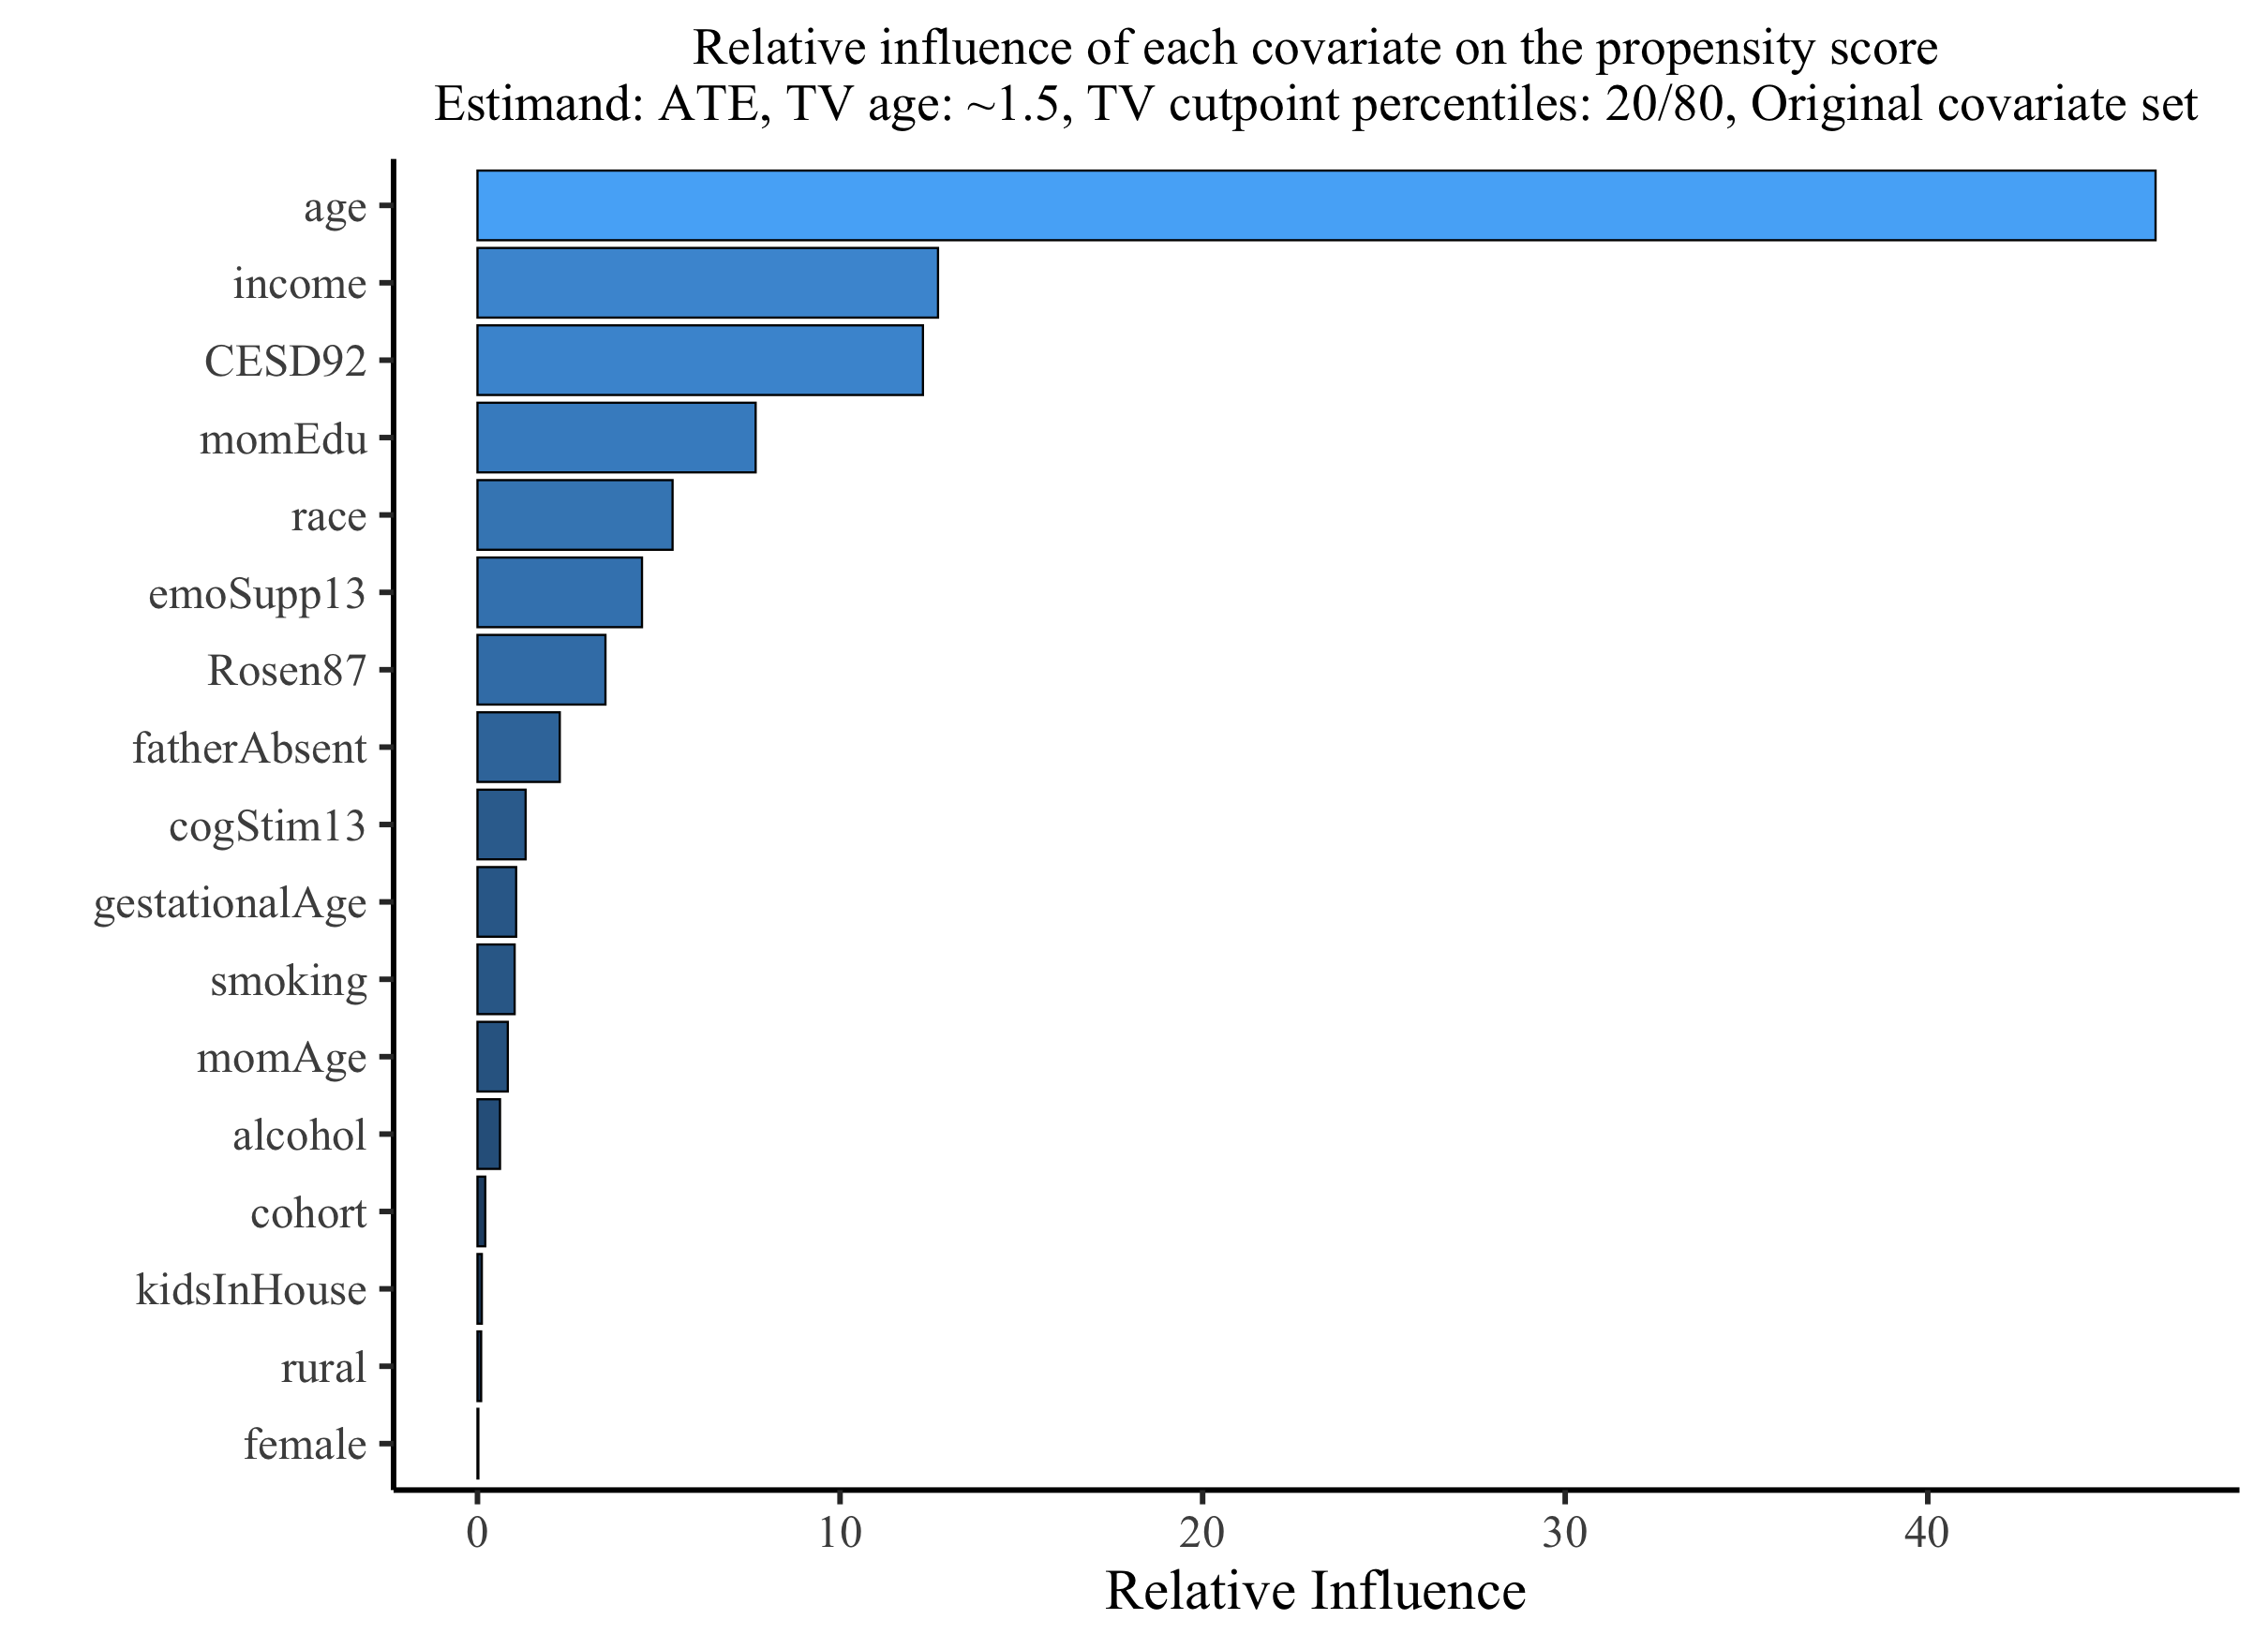 Relative influence of each covariate on the propensity score
Estimand: ATE, TV age: ~1.5, TV cutpoint percentiles: 20/80, Original covariate set
age
income
CESD92
momEdu
race
emoSupp13
Rosen87
fatherAbsent
cogStim13
gestationalAge
smoking
momAge
alcohol
cohort
kidsInHouse
rural
female
0 10 20 30 40
Relative Influence